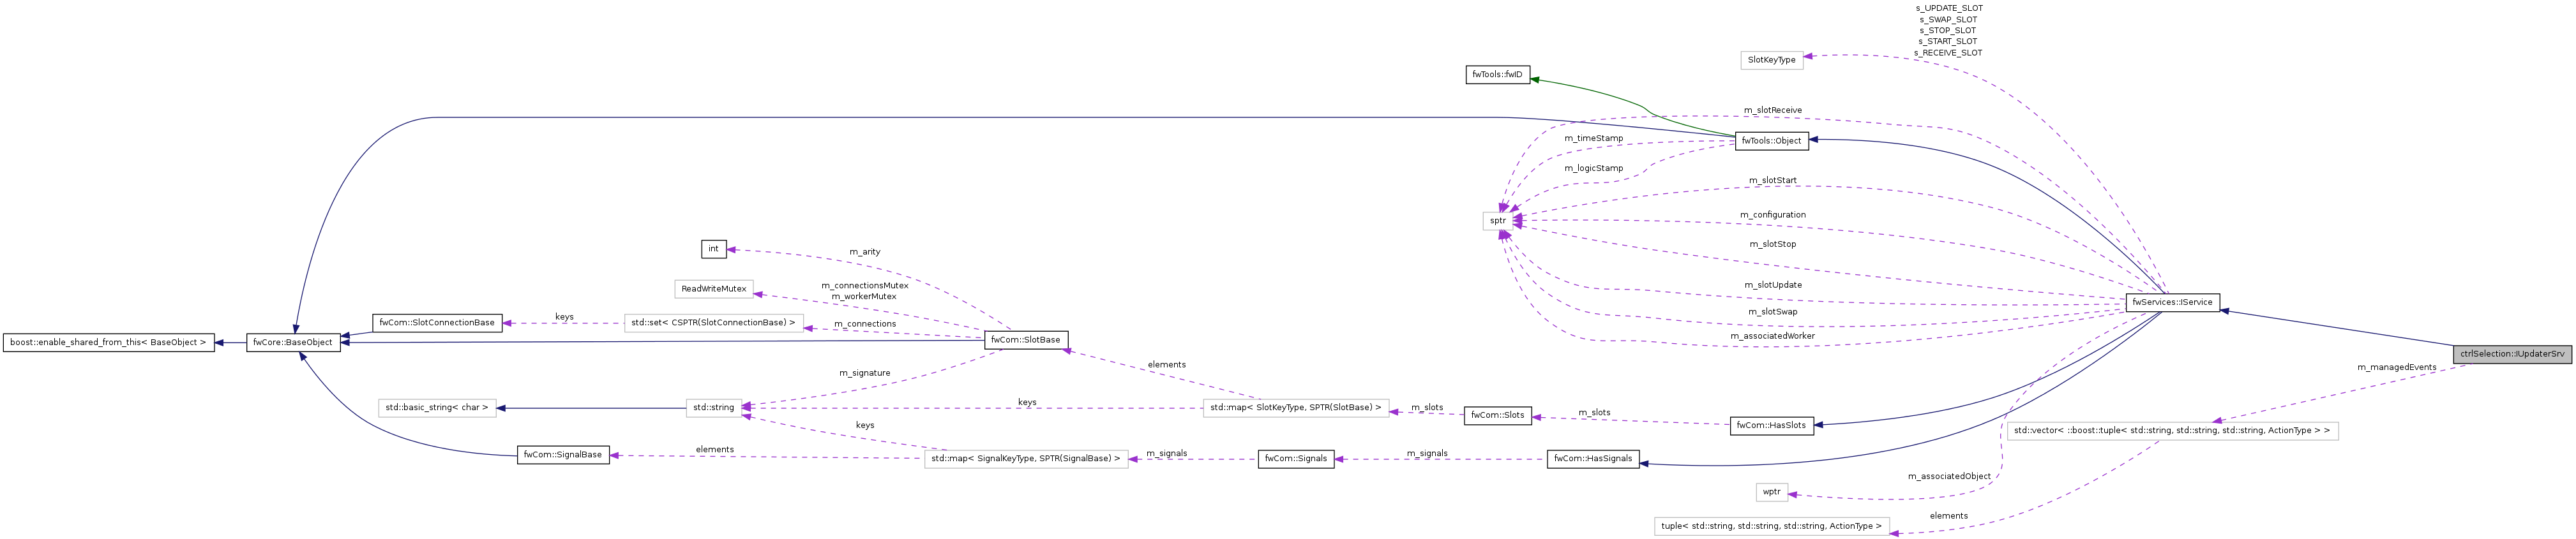 s_UPDATE_SLOT
s_SWAP_SLOT
s_STOP_SLOT
s_START_SLOT
s_RECEIVE_SLOT
SlotKeyType
fwTools::fwID
m_slotReceive
m_timeStamp
fwTools::Object
m_logicStamp
m_slotStart
m_configuration
sptr
m_slotStop
int
m_arity
ReadWriteMutex
m_connectionsMutex
m_workerMutex
m_slotUpdate
fwServices::IService
m_slotSwap
fwCom::SlotConnectionBase
keys
std::set< CSPTR(SlotConnectionBase) >
m_connections
m_associatedWorker
boost::enable_shared_from_this< BaseObject >
fwCore::BaseObject
fwCom::SlotBase
ctrlSelection::IUpdaterSrv
m_signature
elements
m_managedEvents
std::basic_string< char >
std::string
keys
std::map< SlotKeyType, SPTR(SlotBase) >
m_slots
fwCom::Slots
m_slots
fwCom::HasSlots
std::vector< ::boost::tuple< std::string, std::string, std::string, ActionType > >
keys
fwCom::SignalBase
elements
std::map< SignalKeyType, SPTR(SignalBase) >
m_signals
fwCom::Signals
m_signals
fwCom::HasSignals
m_associatedObject
wptr
elements
tuple< std::string, std::string, std::string, ActionType >